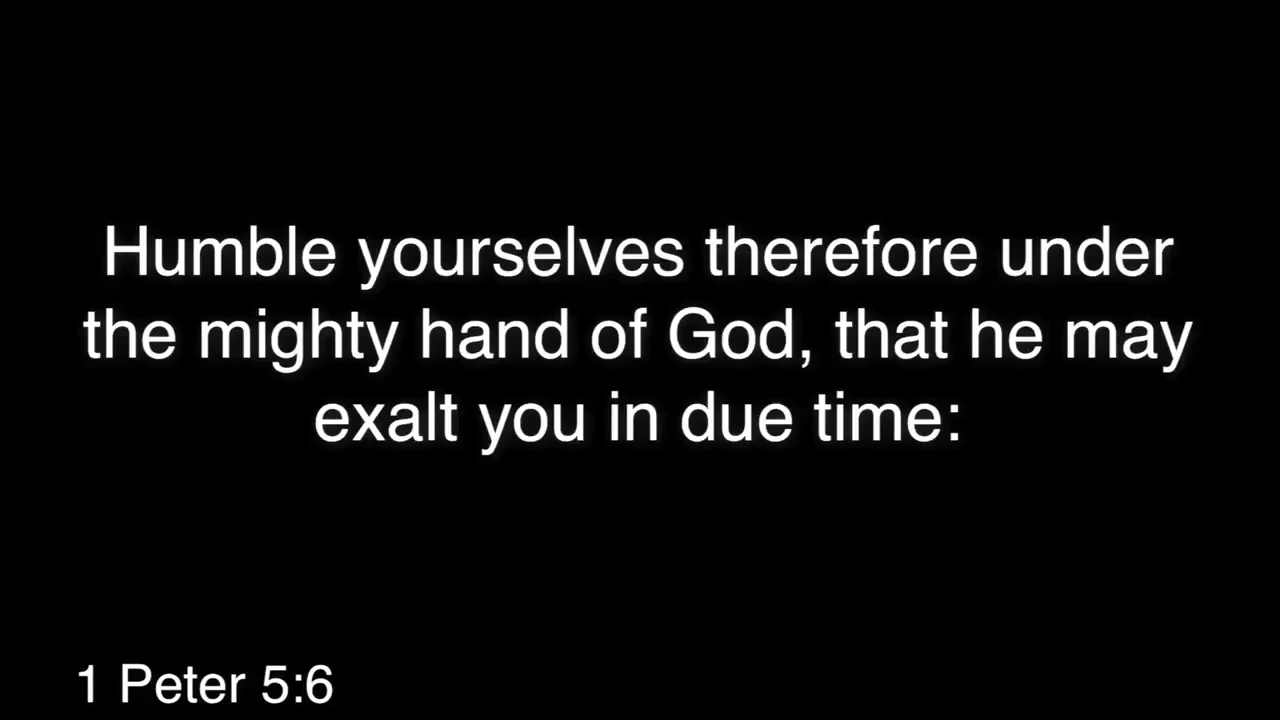 Humble yourselves therefore under
the mighty hand of God, that he may
exalt you in due time:
1 Peter 5:6